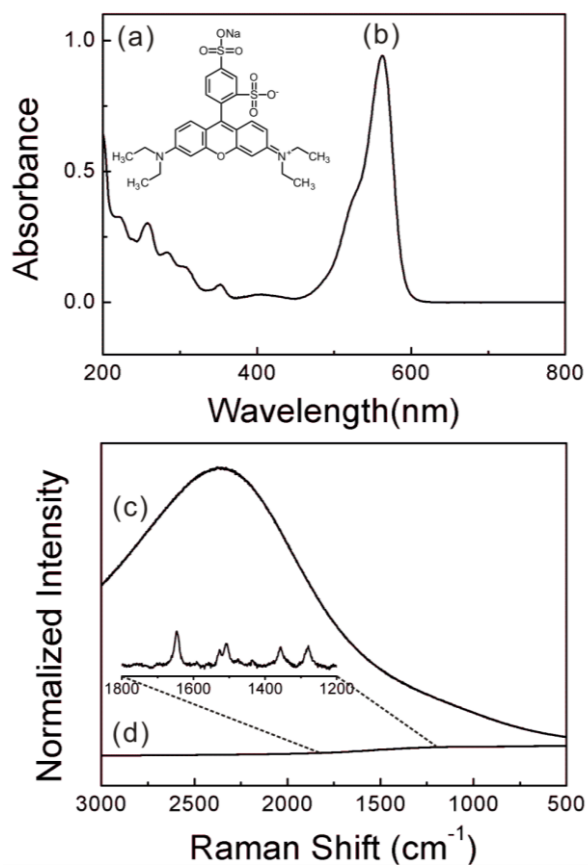 (a)
(b)
ONa
O=S=O
O
S O⁻
O
H₃C
N
O
N⁺
CH₃
CH₃
H₃C
Absorbance
1.0
0.5
0.0
200 400 600 800
Wavelength(nm)
Normalized Intensity
(c)
1800 1600 1400 1200
(d)
3000 2500 2000 1500 1000 500
Raman Shift (cm⁻¹)